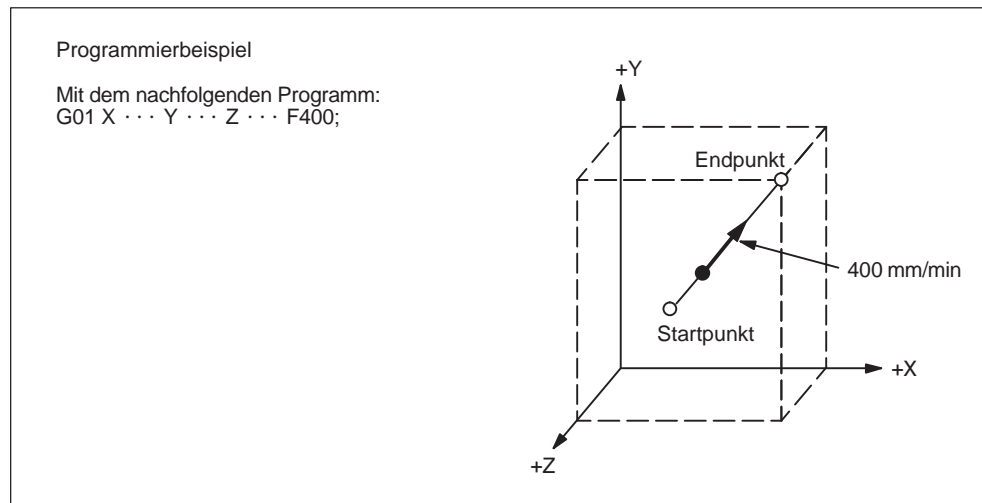 Programmierbeispiel
Mit dem nachfolgenden Programm:
G01 X · · · Y · · · Z · · · F400;
+Y
Endpunkt
400 mm/min
Startpunkt
+X
+Z